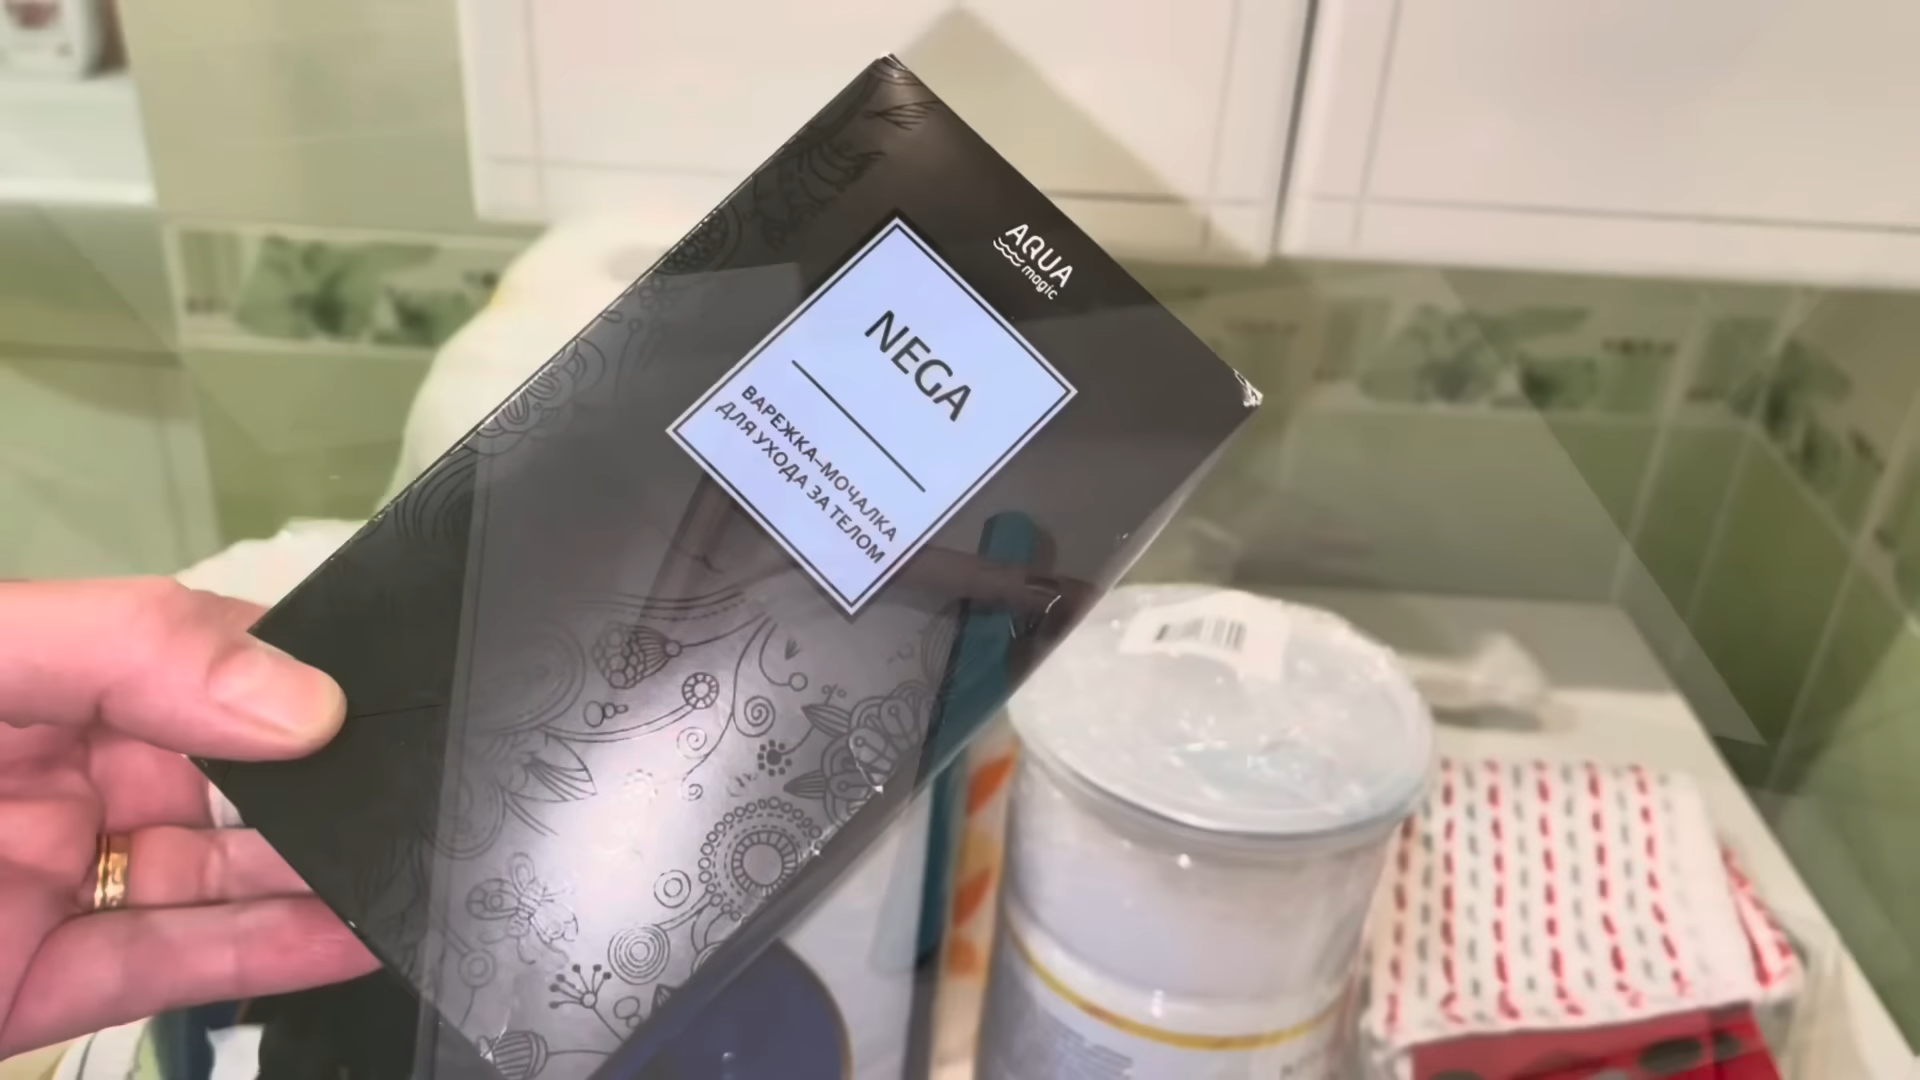 AQUA
magic
NEGA
ВАРЕЖКА–МОЧАЛКА
ДЛЯ УХОДА ЗА ТЕЛОМ